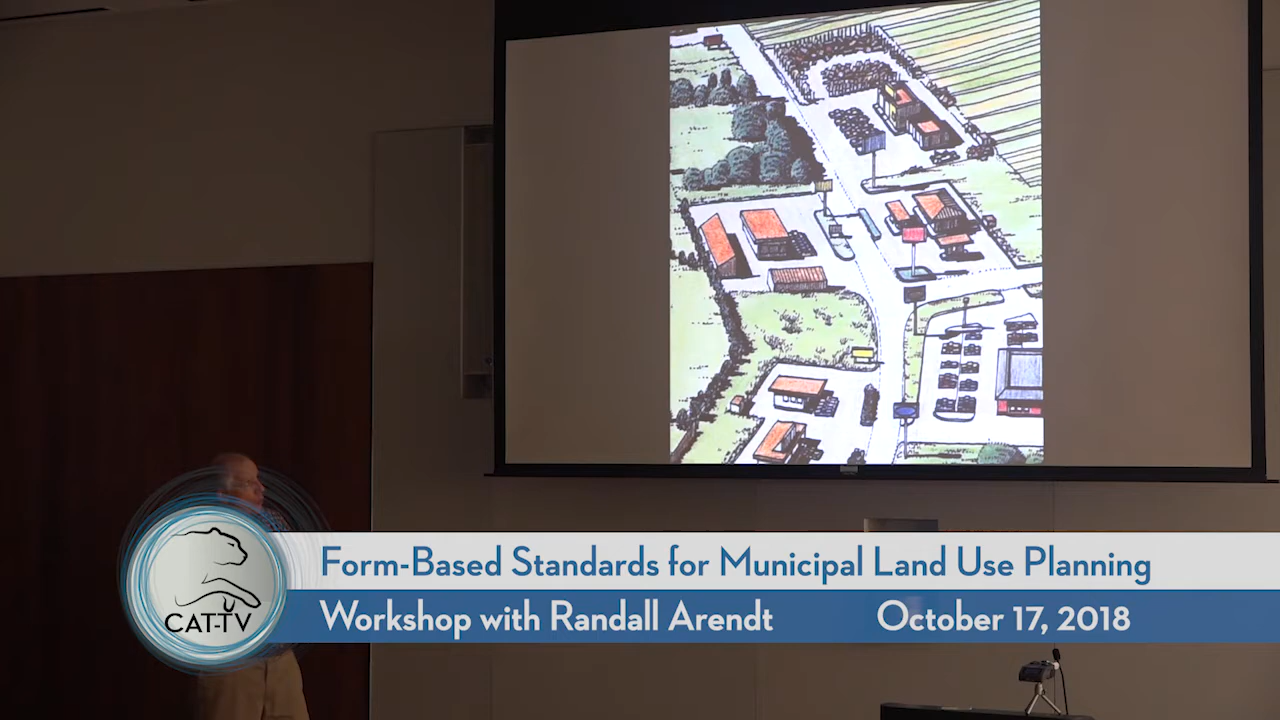 Form-Based Standards for Municipal Land Use Planning
Workshop with Randall Arendt October 17, 2018
CAT-TV